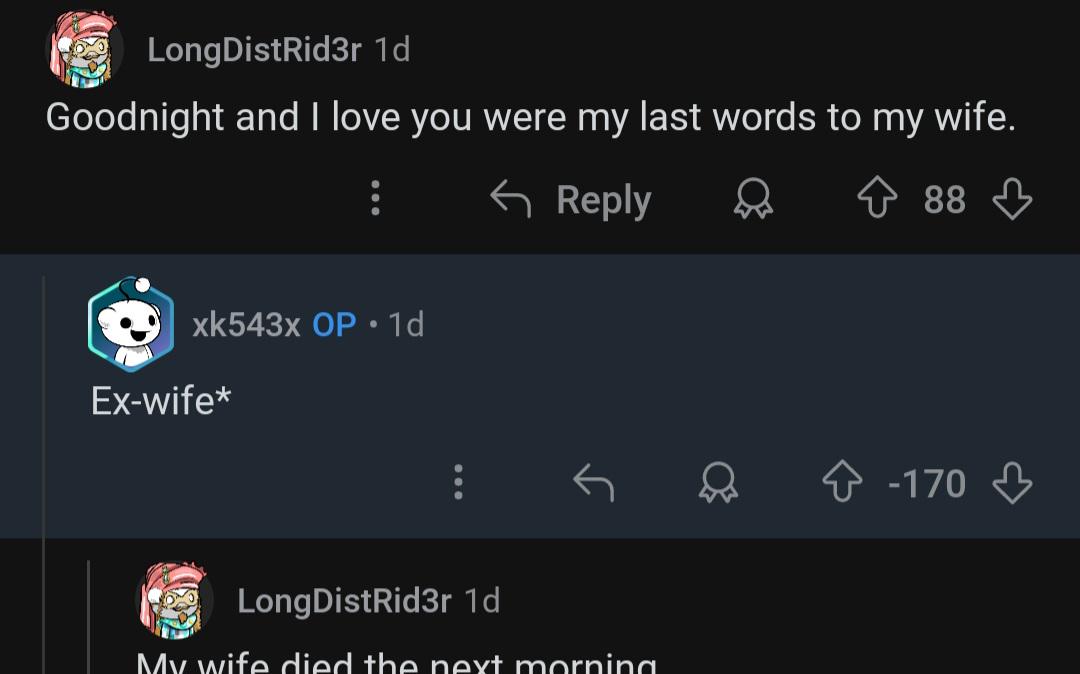 LongDistRid3r 1d
Goodnight and I love you were my last words to my wife.
Reply 88
xk543x OP • 1d
Ex-wife*
-170
LongDistRid3r 1d
My wife died the next morning